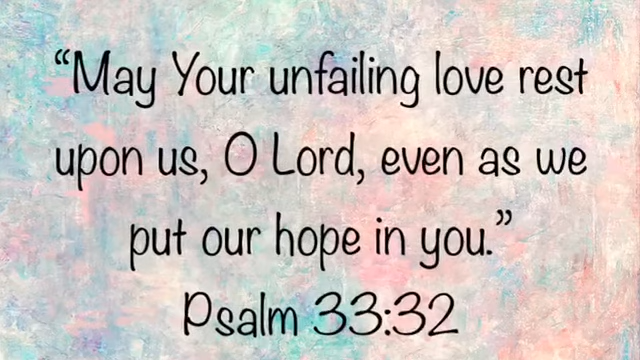 “May Your unfailing love rest
upon us, O Lord, even as we
put our hope in you.”
Psalm 33:32